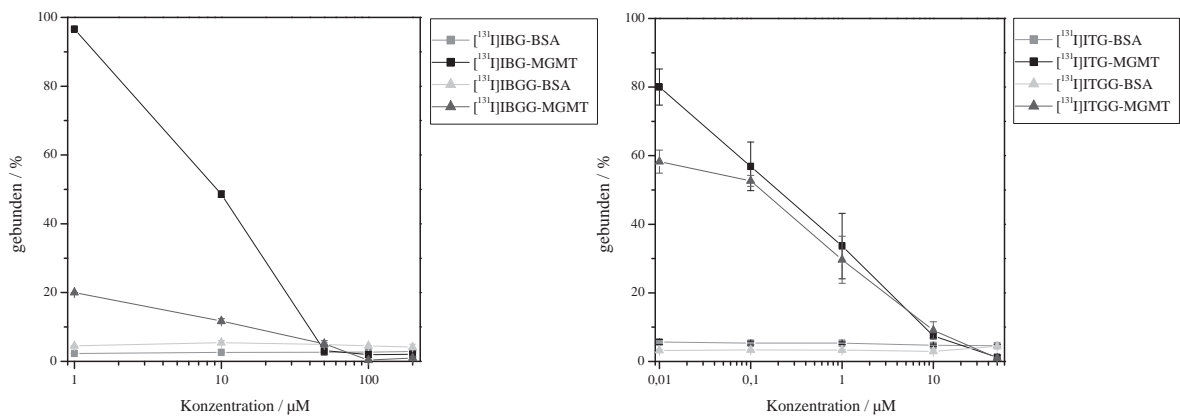 100
80
60
40
20
0
gebunden / %
1
10
100
Konzentration / µM
[¹³¹I]IBG-BSA
[¹³¹I]IBG-MGMT
[¹³¹I]IBGG-BSA
[¹³¹I]IBGG-MGMT
100
80
60
40
20
0
gebunden / %
0,01
0,1
1
10
Konzentration / µM
[¹³¹I]ITG-BSA
[¹³¹I]ITG-MGMT
[¹³¹I]ITGG-BSA
[¹³¹I]ITGG-MGMT